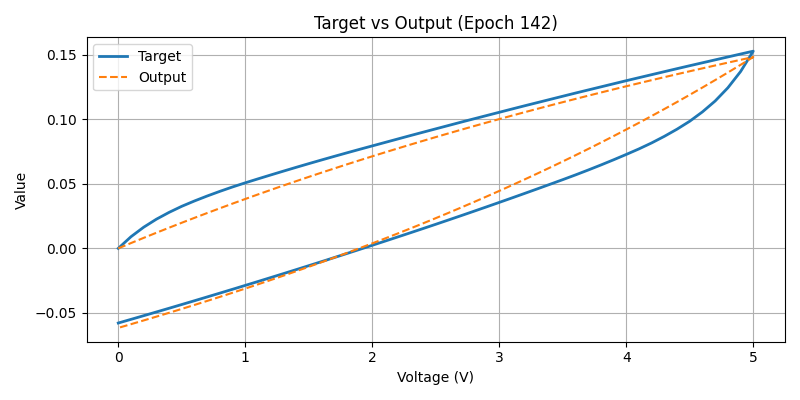 Target vs Output (Epoch 142)
Target
Output
0.15
0.10
0.05
0.00
−0.05
Value
0 1 2 3 4 5
Voltage (V)